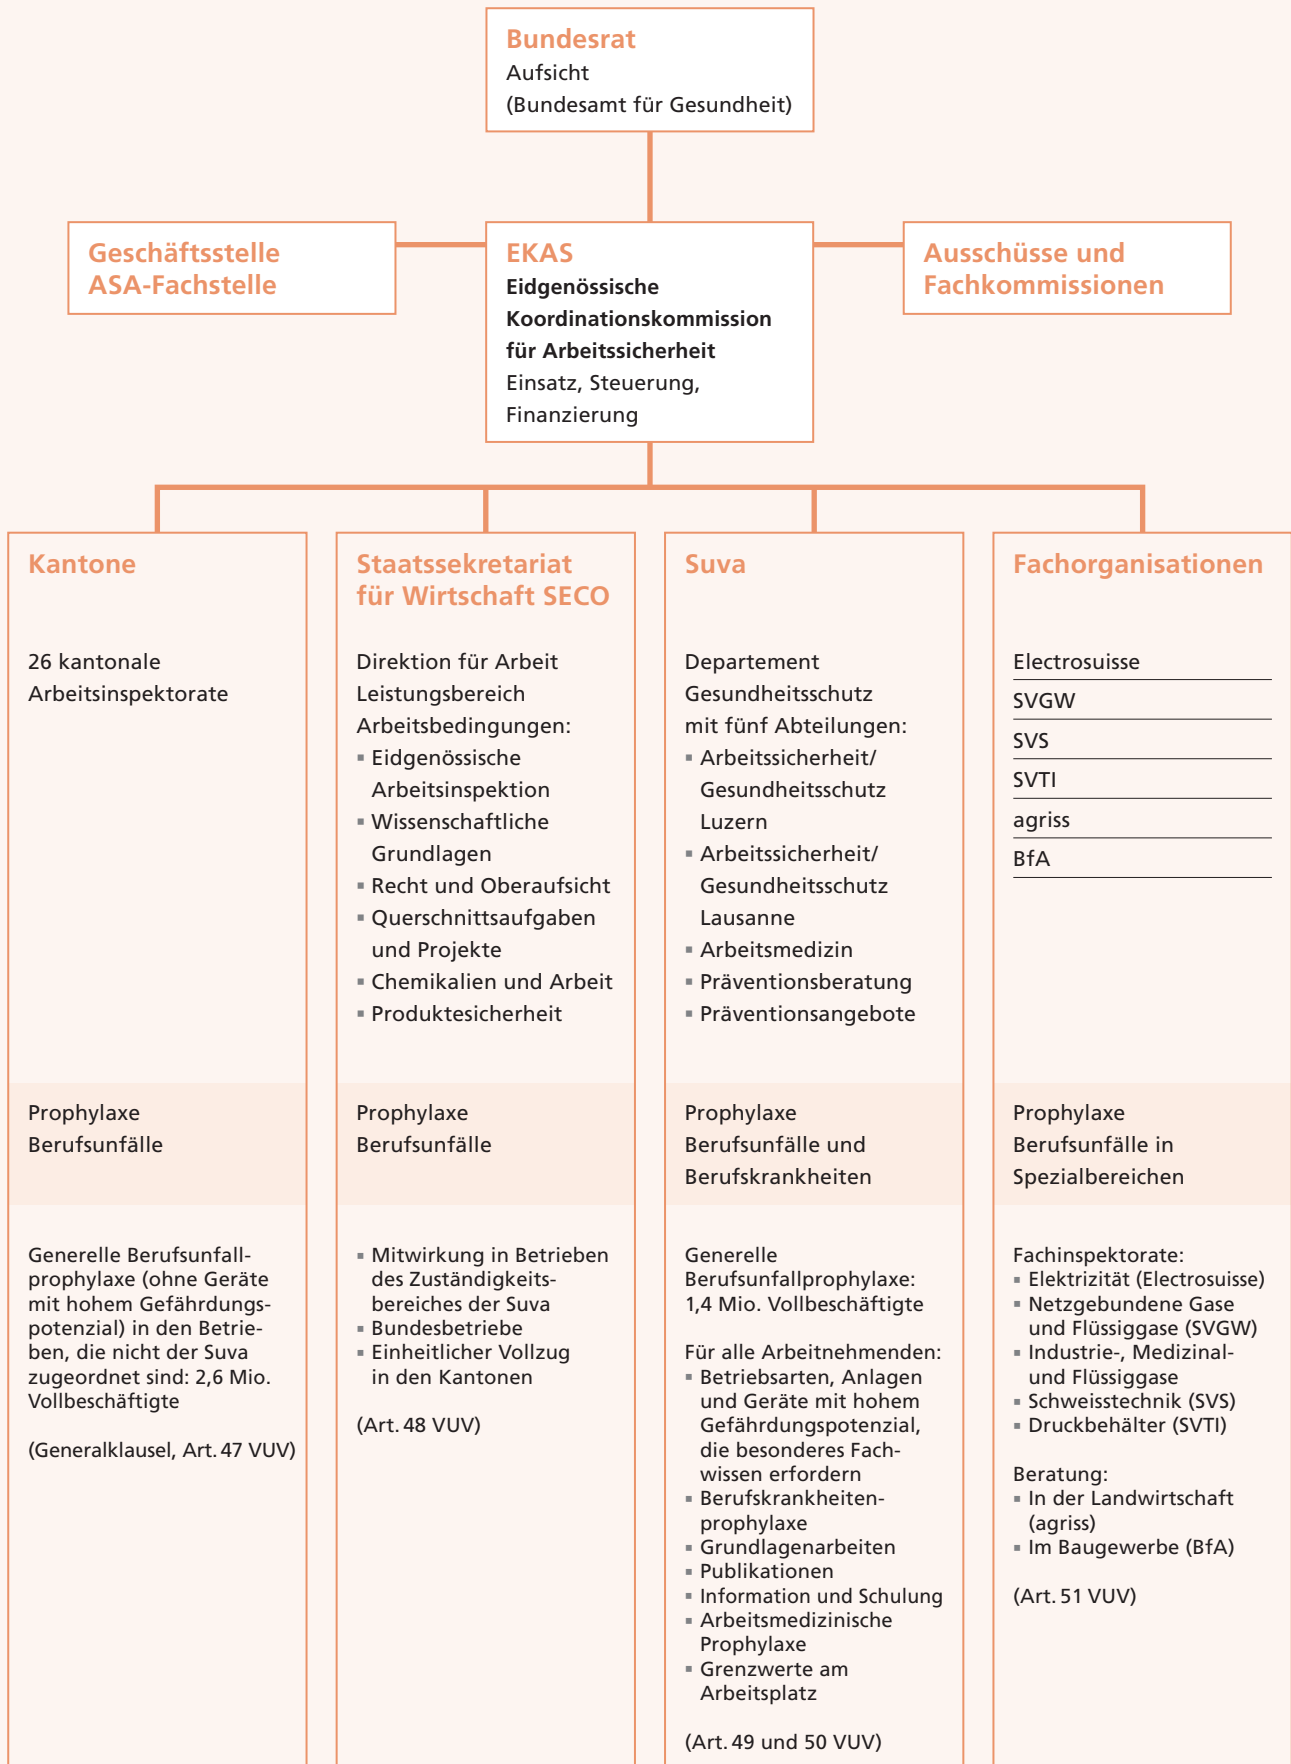 Bundesrat
Aufsicht
(Bundesamt für Gesundheit)
Geschäftsstelle
ASA-Fachstelle
EKAS
Eidgenössische
Koordinationskommission
für Arbeitssicherheit
Einsatz, Steuerung,
Finanzierung
Ausschüsse und
Fachkommissionen
Kantone
26 kantonale
Arbeitsinspektorate
Prophylaxe
Berufsunfälle
Generelle Berufsunfall-
prophylaxe (ohne Geräte
mit hohem Gefährdungs-
potenzial) in den Betrie-
ben, die nicht der Suva
zugeordnet sind: 2,6 Mio.
Vollbeschäftigte
(Generalklausel, Art. 47 VUV)
Staatssekretariat
für Wirtschaft SECO
Direktion für Arbeit
Leistungsbereich
Arbeitsbedingungen:
▪ Eidgenössische
Arbeitsinspektion
▪ Wissenschaftliche
Grundlagen
▪ Recht und Oberaufsicht
▪ Querschnittsaufgaben
und Projekte
▪ Chemikalien und Arbeit
▪ Produktesicherheit
Prophylaxe
Berufsunfälle
▪ Mitwirkung in Betrieben
des Zuständigkeits-
bereiches der Suva
▪ Bundesbetriebe
▪ Einheitlicher Vollzug
in den Kantonen
(Art. 48 VUV)
Suva
Departement
Gesundheitsschutz
mit fünf Abteilungen:
▪ Arbeitssicherheit/
Gesundheitsschutz
Luzern
▪ Arbeitssicherheit/
Gesundheitsschutz
Lausanne
▪ Arbeitsmedizin
▪ Präventionsberatung
▪ Präventionsangebote
Prophylaxe
Berufsunfälle und
Berufskrankheiten
Generelle
Berufsunfallprophylaxe:
1,4 Mio. Vollbeschäftigte
Für alle Arbeitnehmenden:
▪ Betriebsarten, Anlagen
und Geräte mit hohem
Gefährdungspotenzial,
die besonderes Fach-
wissen erfordern
▪ Berufskrankheiten-
prophylaxe
▪ Grundlagenarbeiten
▪ Publikationen
▪ Information und Schulung
▪ Arbeitsmedizinische
Prophylaxe
▪ Grenzwerte am
Arbeitsplatz
(Art. 49 und 50 VUV)
Fachorganisationen
Electrosuisse
SVGW
SVS
SVTI
agriss
BfA
Prophylaxe
Berufsunfälle in
Spezialbereichen
Fachinspektorate:
▪ Elektrizität (Electrosuisse)
▪ Netzgebundene Gase
und Flüssiggase (SVGW)
▪ Industrie-, Medizinal-
und Flüssiggase
▪ Schweisstechnik (SVS)
▪ Druckbehälter (SVTI)
Beratung:
▪ In der Landwirtschaft
(agriss)
▪ Im Baugewerbe (BfA)
(Art. 51 VUV)